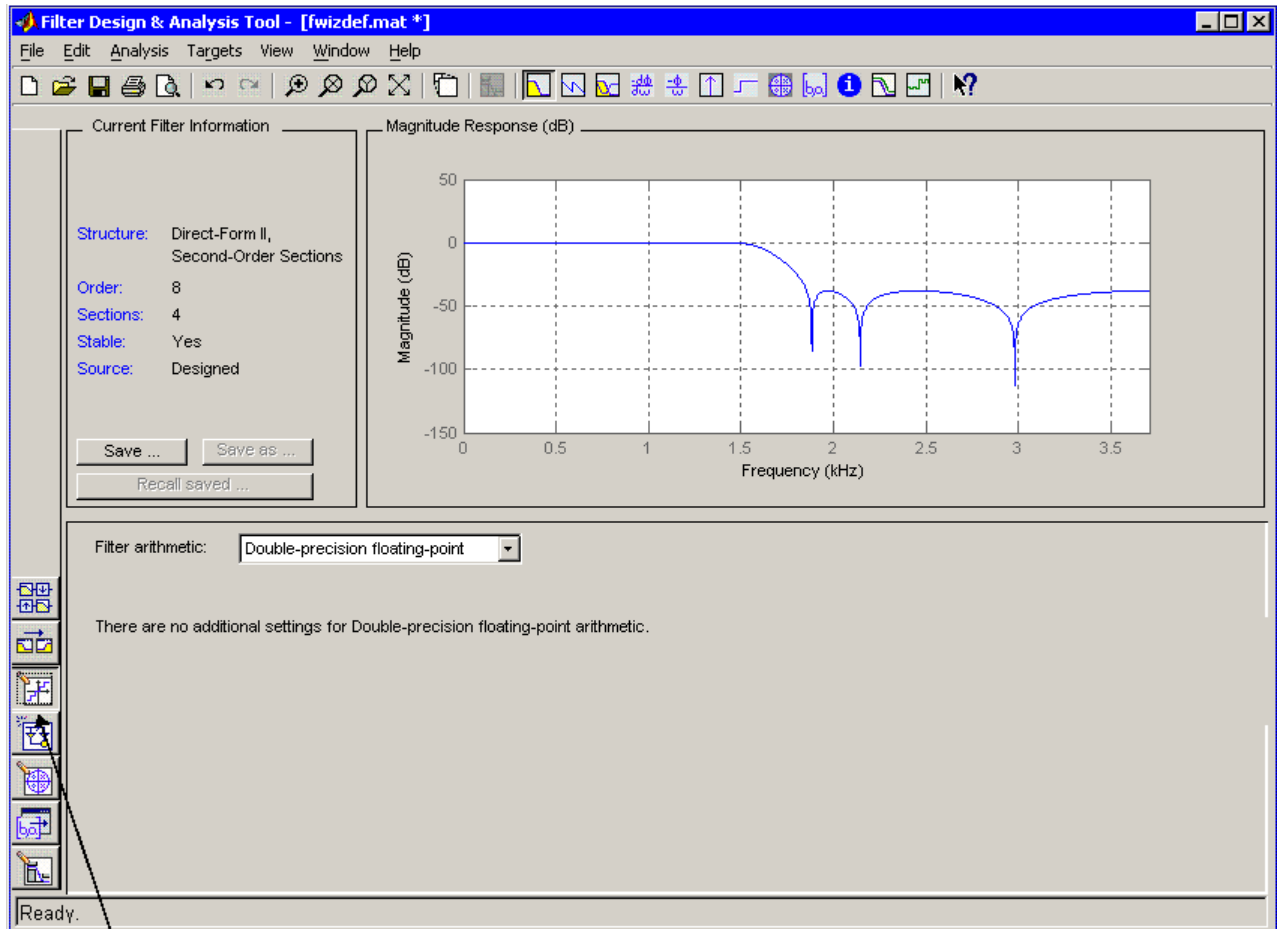 Filter Design & Analysis Tool - [fwizdef.mat *]
File Edit Analysis Targets View Window Help
Current Filter Information
Structure: Direct-Form II,
Second-Order Sections
Order: 8
Sections: 4
Stable: Yes
Source: Designed
Save ... Save as ...
Recall saved ...
Magnitude Response (dB)
Magnitude (dB)
50
0
-50
-100
-150
0 0.5 1 1.5 2 2.5 3 3.5
Frequency (kHz)
Filter arithmetic: Double-precision floating-point
There are no additional settings for Double-precision floating-point arithmetic.
Ready.